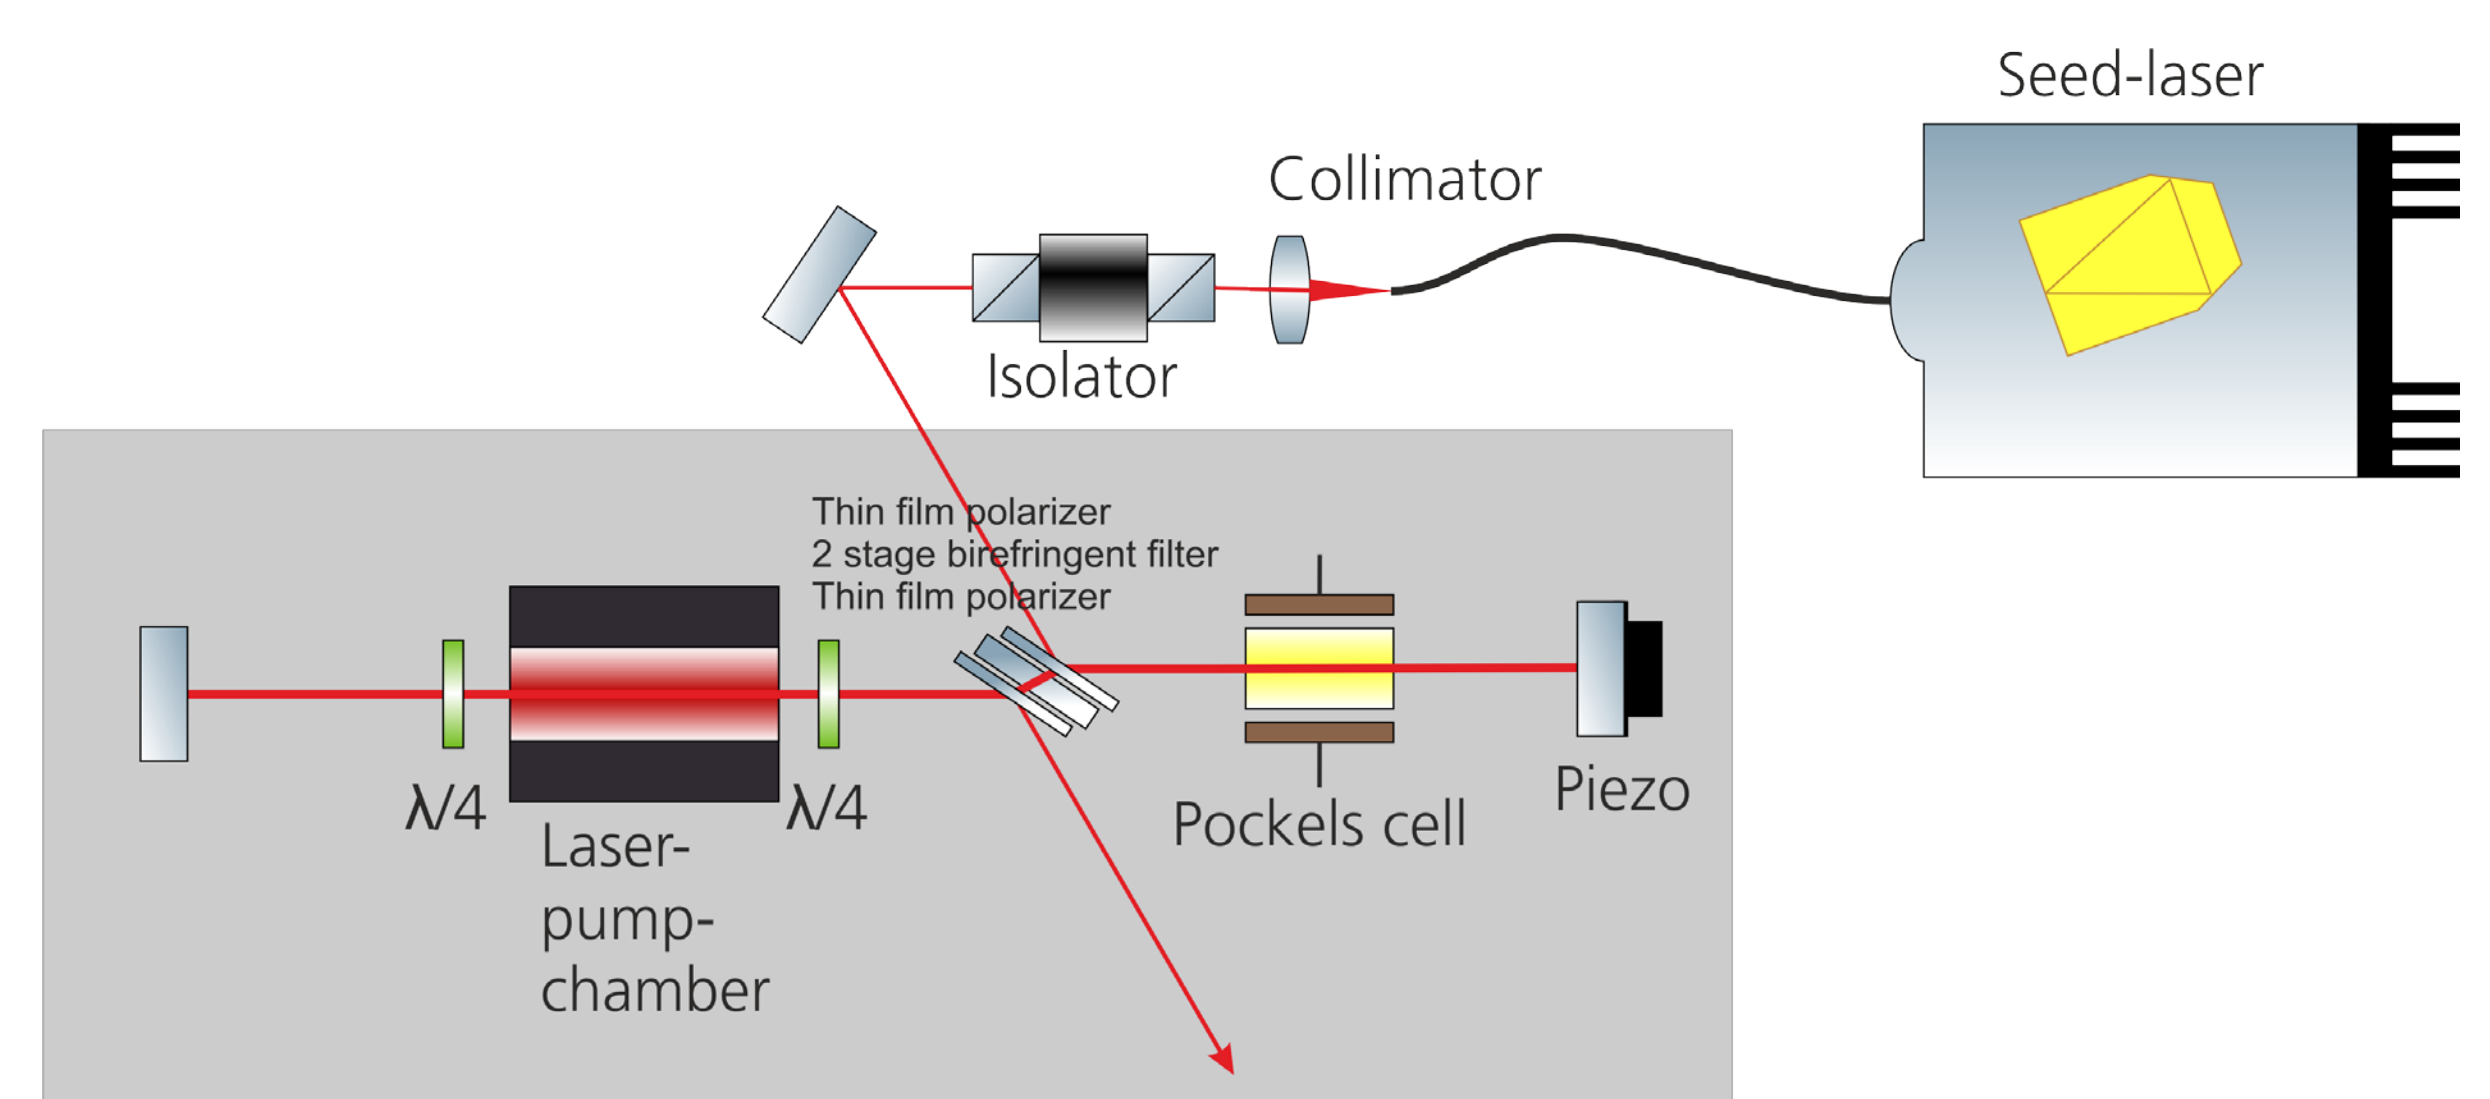 Seed-laser
Collimator
Isolator
Thin film polarizer
2 stage birefringent filter
Thin film polarizer
λ/4
λ/4
Laser-
pump-
chamber
Pockels cell
Piezo